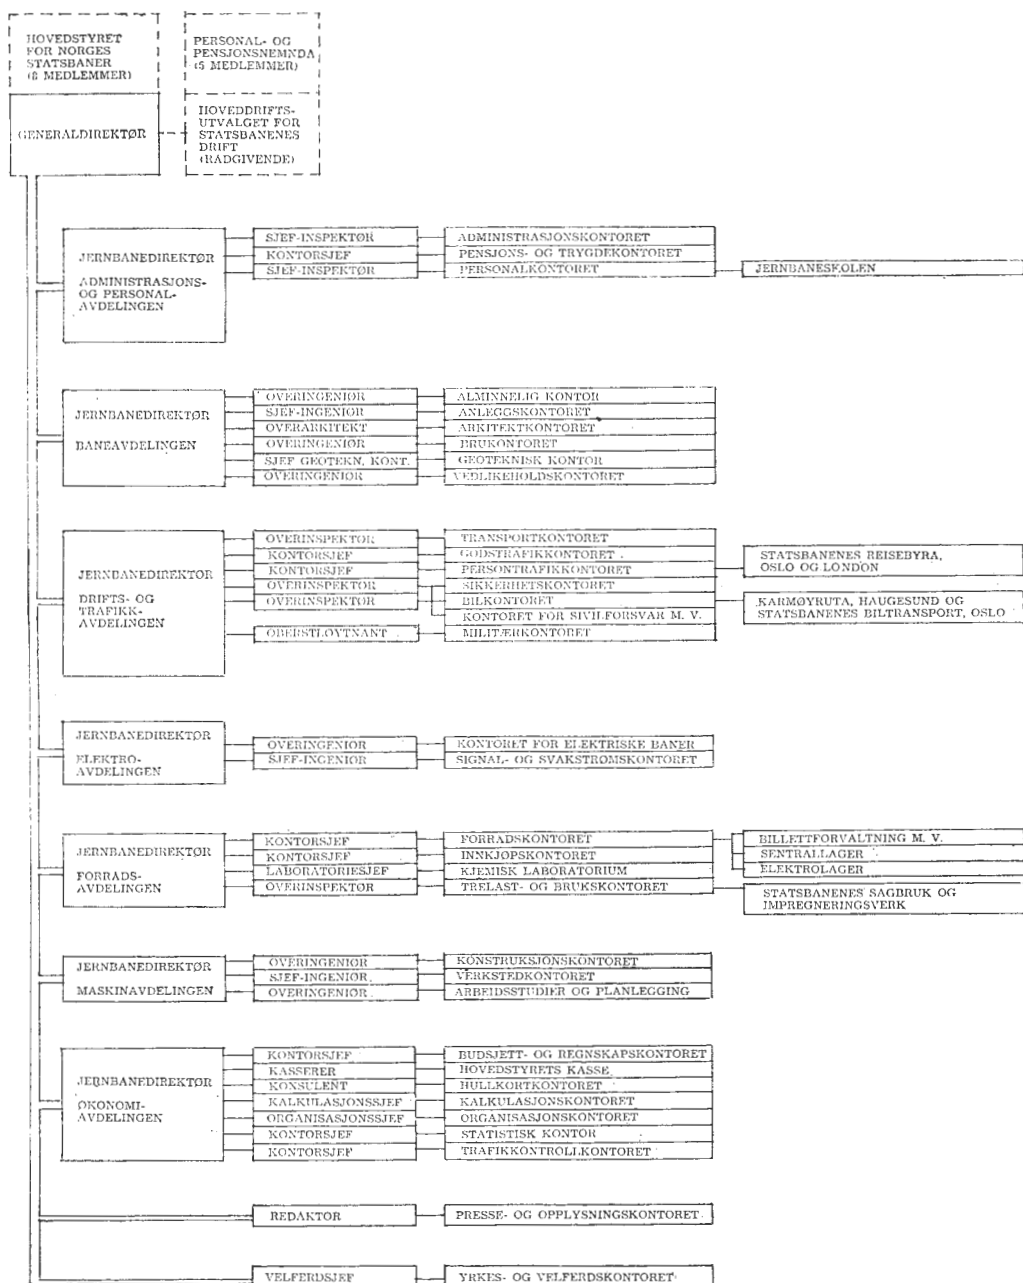 HOVEDSTYRET
FOR NORGES
STATSBANER
(8 MEDLEMMER)
PERSONAL- OG
PENSJONSNEMNDA
(5 MEDLEMMER)
GENERALDIREKTØR
HOVEDDRIFTS-
UTVALGET FOR
STATSBANENES
DRIFT
(RÅDGIVENDE)
JERNBANEDIREKTØR
ADMINISTRASJONS-
OG PERSONAL-
AVDELINGEN
SJEF-INSPEKTØR
ADMINISTRASJONSKONTORET
KONTORSJEF
PENSJONS- OG TRYGDEKONTORET
SJEF-INSPEKTØR
PERSONALKONTORET
JERNBANESKOLEN
JERNBANEDIREKTØR
BANEAVDELINGEN
OVERINGENIØR
ALMINNELIG KONTOR
SJEF-INGENIØR
ANLEGGSKONTORET
OVERARKITEKT
ARKITEKTKONTORET
OVERINGENIØR
BRUKONTORET
SJEF GEOTEKN. KONT.
GEOTEKNISK KONTOR
OVERINGENIØR
VEDLIKEHOLDSKONTORET
JERNBANEDIREKTØR
DRIFTS- OG
TRAFIKK-
AVDELINGEN
OVERINSPEKTØR
TRANSPORTKONTORET
KONTORSJEF
GODSTRAFIKKONTORET
KONTORSJEF
PERSONTRAFIKKONTORET
STATSBANENES REISEBYRÅ,
OSLO OG LONDON
OVERINSPEKTØR
SIKKERHETSKONTORET
OVERINSPEKTØR
BILKONTORET
KARMØYRUTA, HAUGESUND OG
STATSBANENES BILTRANSPORT, OSLO
KONTORET FOR SIVILFORSVAR M. V.
OBERSTLØYTNANT
MILITÆRKONTORET
JERNBANEDIREKTØR
ELEKTRO-
AVDELINGEN
OVERINGENIØR
KONTORET FOR ELEKTRISKE BANER
SJEF-INGENIØR
SIGNAL- OG SVAKSTRØMSKONTORET
JERNBANEDIREKTØR
FORRÅDS-
AVDELINGEN
KONTORSJEF
FORRÅDSKONTORET
BILLETTFORVALTNING M. V.
SENTRALLAGER
ELEKTROLAGER
KONTORSJEF
INNKJØPSKONTORET
LABORATORIESJEF
KJEMISK LABORATORIUM
OVERINSPEKTØR
TRELAST- OG BRUKSKONTORET
STATSBANENES SAGBRUK OG
IMPREGNERINGSVERK
JERNBANEDIREKTØR
MASKINAVDELINGEN
OVERINGENIØR
KONSTRUKSJONSKONTORET
SJEF-INGENIØR
VERKSTEDKONTORET
OVERINGENIØR
ARBEIDSSTUDIER OG PLANLEGGING
JERNBANEDIREKTØR
ØKONOMI-
AVDELINGEN
KONTORSJEF
BUDSJETT- OG REGNSKAPSKONTORET
KASSERER
HOVEDSTYRETS KASSE
KONSULENT
HULLKORTKONTORET
KALKULASJONSSJEF
KALKULASJONSKONTORET
ORGANISASJONSSJEF
ORGANISASJONSKONTORET
KONTORSJEF
STATISTISK KONTOR
KONTORSJEF
TRAFIKKONTROLLKONTORET
REDAKTØR
PRESSE- OG OPPLYSNINGSKONTORET
VELFERDSJEF
YRKES- OG VELFERDSKONTORET